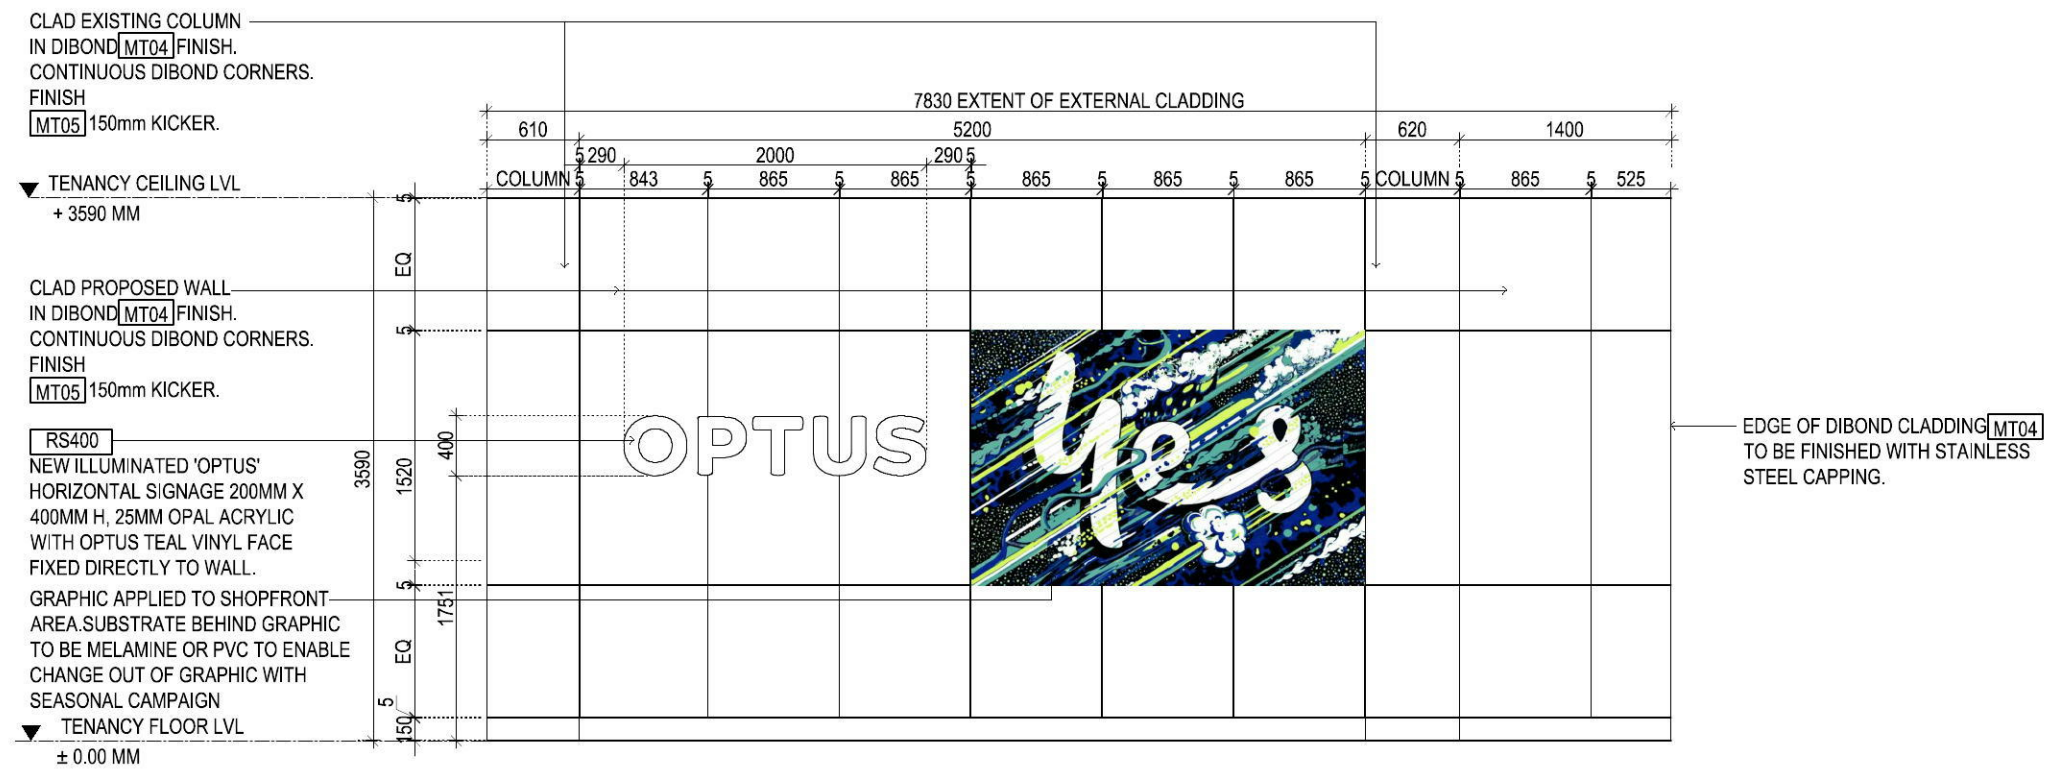 CLAD EXISTING COLUMN
IN DIBOND MT04 FINISH.
CONTINUOUS DIBOND CORNERS.
FINISH
MT05 150mm KICKER.
7830 EXTENT OF EXTERNAL CLADDING
610 5200 620 1400
5 290 2000 290 5
COLUMN 5 843 5 865 5 865 5 865 5 865 5 865 5 COLUMN 5 865 5 525
TENANCY CEILING LVL
+ 3590 MM
5
EQ
CLAD PROPOSED WALL
IN DIBOND MT04 FINISH.
CONTINUOUS DIBOND CORNERS.
FINISH
MT05 150mm KICKER.
5
RS400
NEW ILLUMINATED 'OPTUS'
HORIZONTAL SIGNAGE 200MM X
400MM H, 25MM OPAL ACRYLIC
WITH OPTUS TEAL VINYL FACE
FIXED DIRECTLY TO WALL.
3590
1520
400
OPTUS
yes
EDGE OF DIBOND CLADDING MT04
TO BE FINISHED WITH STAINLESS
STEEL CAPPING.
GRAPHIC APPLIED TO SHOPFRONT
AREA.SUBSTRATE BEHIND GRAPHIC
TO BE MELAMINE OR PVC TO ENABLE
CHANGE OUT OF GRAPHIC WITH
SEASONAL CAMPAIGN
5
1751
EQ
5
150
TENANCY FLOOR LVL
± 0.00 MM